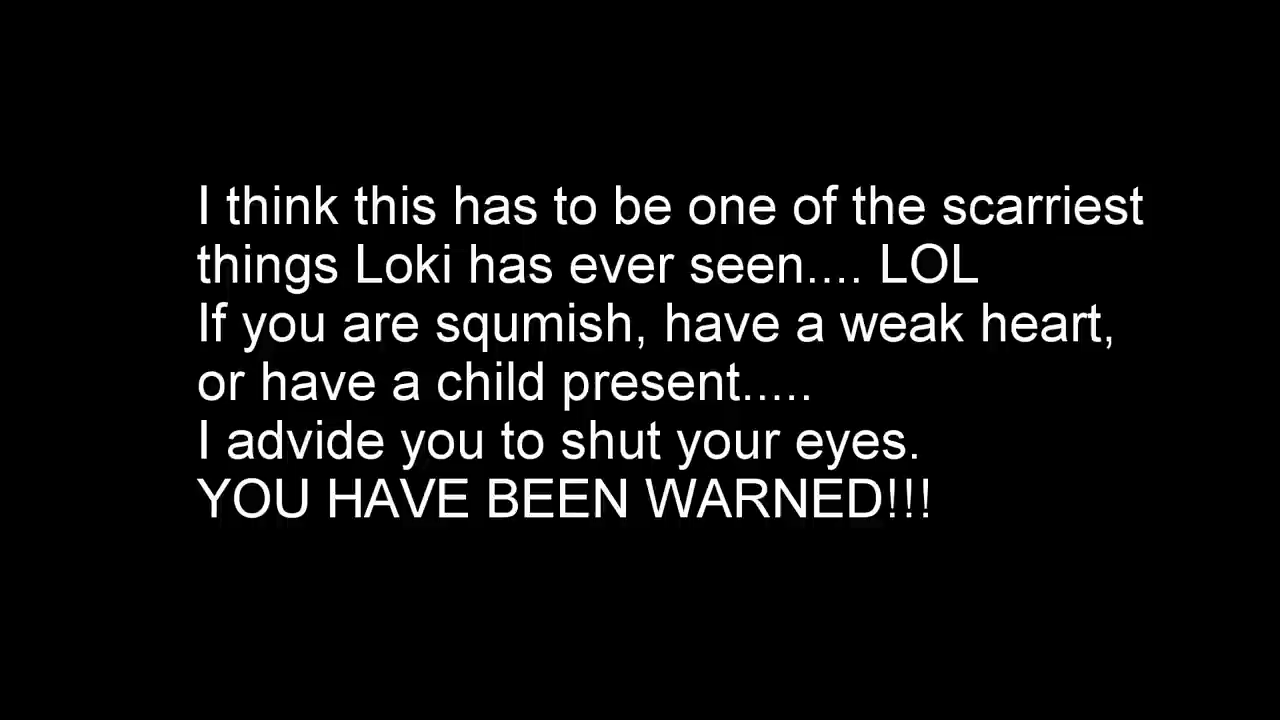 I think this has to be one of the scarriest
things Loki has ever seen.... LOL
If you are squmish, have a weak heart,
or have a child present.....
I advide you to shut your eyes.
YOU HAVE BEEN WARNED!!!